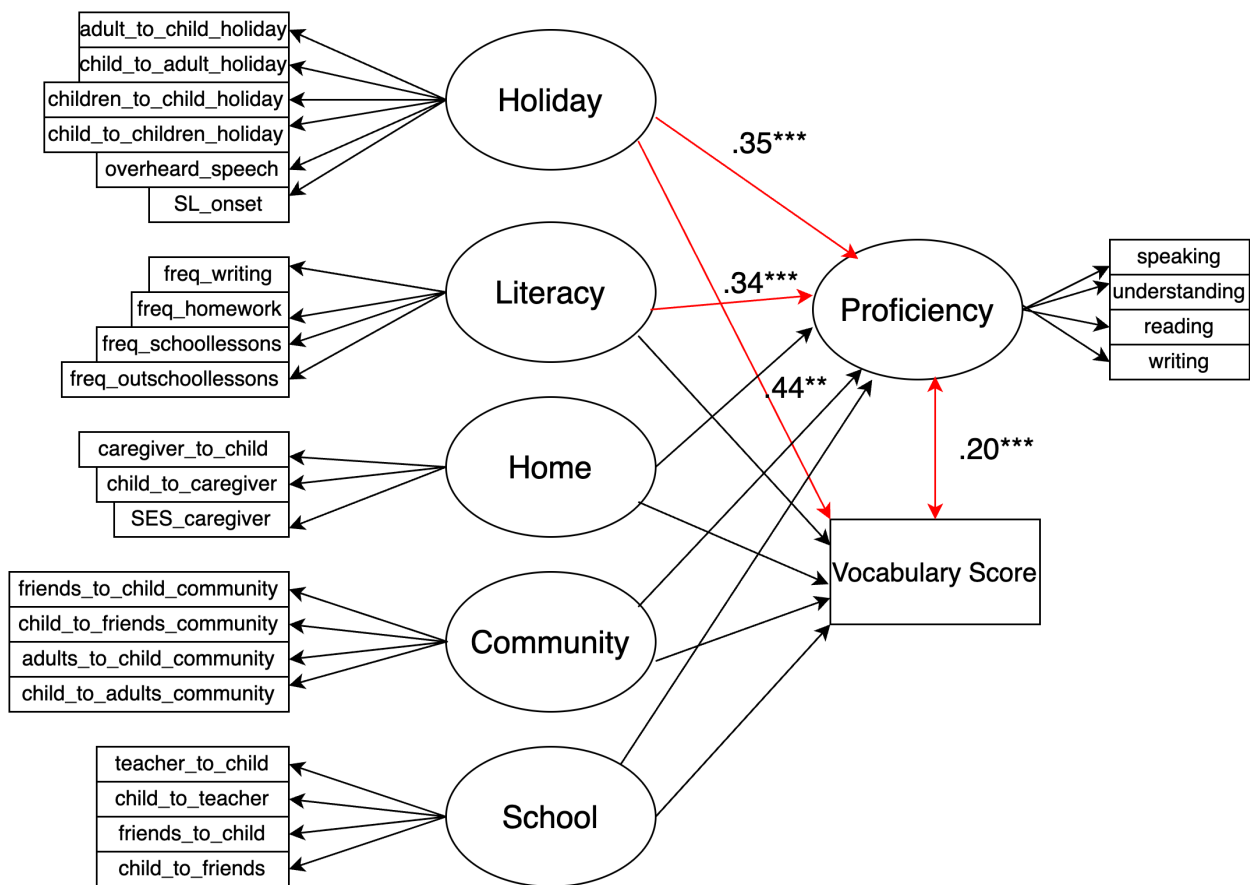 adult_to_child_holiday
child_to_adult_holiday
children_to_child_holiday
child_to_children_holiday
overheard_speech
SL_onset
Holiday
.35***
freq_writing
freq_homework
freq_schoollessons
freq_outschoollessons
Literacy
.34***
Proficiency
speaking
understanding
reading
writing
.44**
caregiver_to_child
child_to_caregiver
SES_caregiver
Home
.20***
Vocabulary Score
friends_to_child_community
child_to_friends_community
adults_to_child_community
child_to_adults_community
Community
teacher_to_child
child_to_teacher
friends_to_child
child_to_friends
School